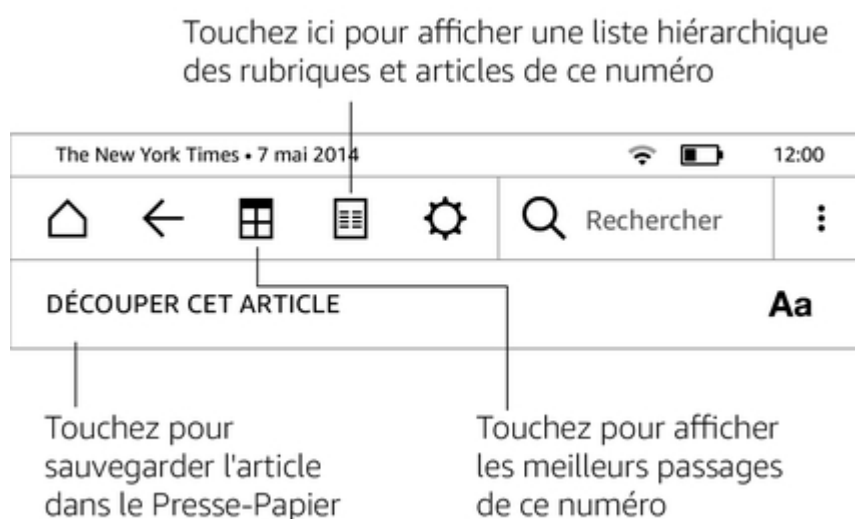 Touchez ici pour afficher une liste hiérarchique
des rubriques et articles de ce numéro
The New York Times • 7 mai 2014
12:00
Rechercher
DÉCOUPER CET ARTICLE
Aa
Touchez pour
sauvegarder l'article
dans le Presse-Papier
Touchez pour afficher
les meilleurs passages
de ce numéro